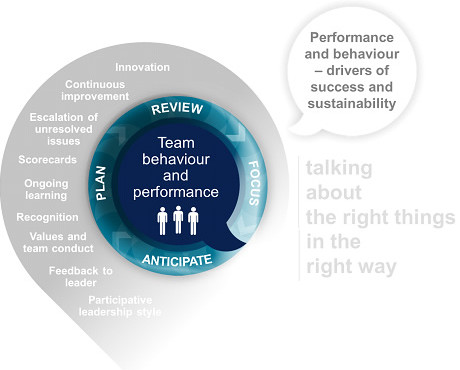 Innovation
Continuous
improvement
Escalation of
unresolved
issues
Scorecards
Ongoing
learning
Recognition
Values and
team conduct
Feedback to
leader
Participative
leadership style
REVIEW
FOCUS
ANTICIPATE
PLAN
Team
behaviour
and
performance
Performance
and behaviour
– drivers of
success and
sustainability
talking
about
the right things
in the
right way